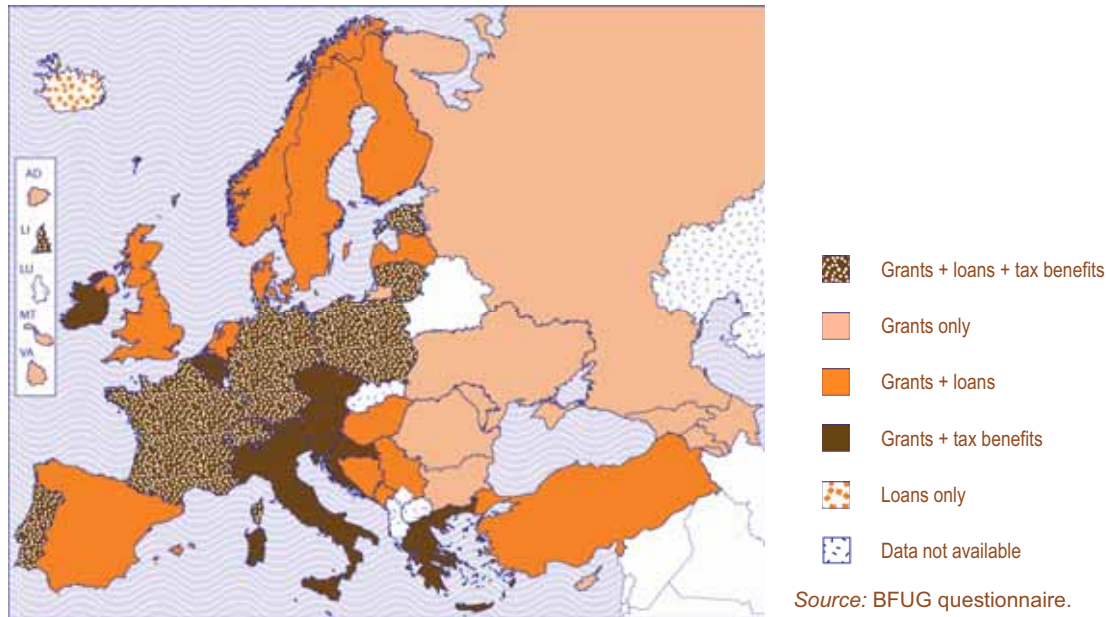 AD
LI
LU
MT
VA
Grants + loans + tax benefits
Grants only
Grants + loans
Grants + tax benefits
Loans only
Data not available
Source: BFUG questionnaire.